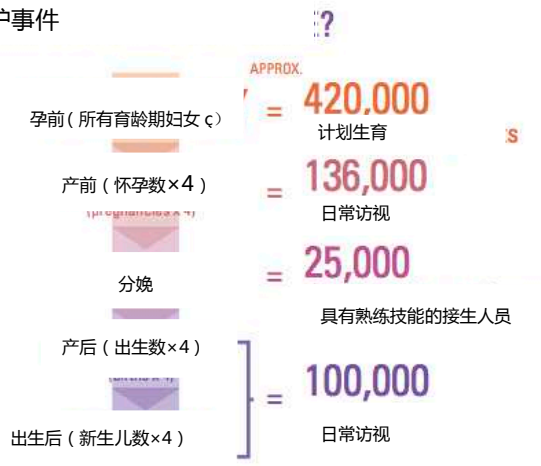 护事件
?
APPROX.
孕前（所有育龄期妇女 ç）
= 420,000
计划生育
S
产前（怀孕数×4）
= 136,000
日常访视
(pregnancies x 4)
分娩
= 25,000
具有熟练技能的接生人员
产后（出生数×4）
= 100,000
出生后（新生儿数×4）
日常访视